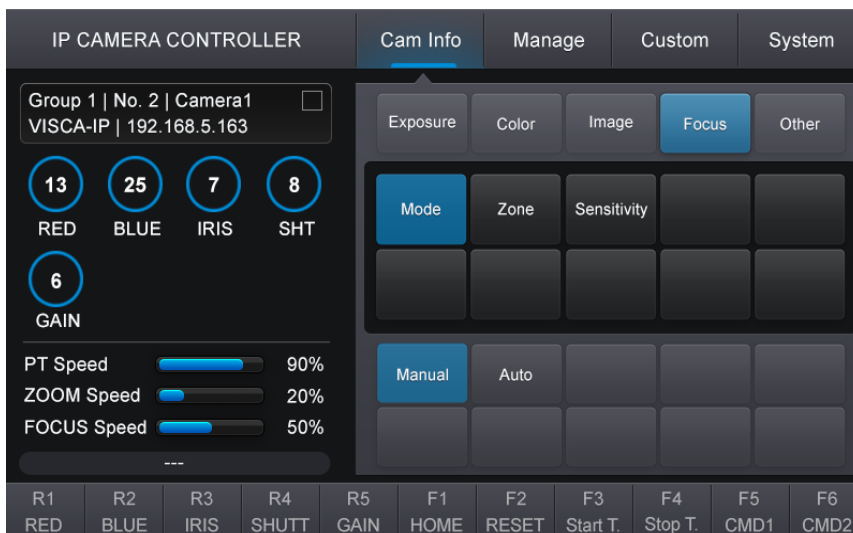 IP CAMERA CONTROLLER
Cam Info Manage Custom System
Group 1 | No. 2 | Camera1
VISCA-IP | 192.168.5.163
13 25 7 8
RED BLUE IRIS SHT
6
GAIN
PT Speed 90%
ZOOM Speed 20%
FOCUS Speed 50%
---
Exposure Color Image Focus Other
Mode Zone Sensitivity
Manual Auto
R1 R2 R3 R4 R5 F1 F2 F3 F4 F5 F6
RED BLUE IRIS SHUTT GAIN HOME RESET Start T. Stop T. CMD1 CMD2